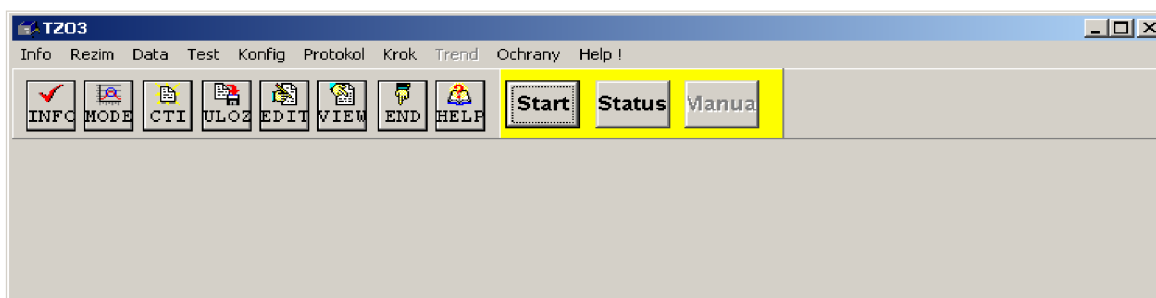 TZO3
Info Rezim Data Test Konfig Protokol Krok Trend Ochrany Help !
INFO MODE CTI ULOZ EDIT VIEW END HELP Start Status Manua